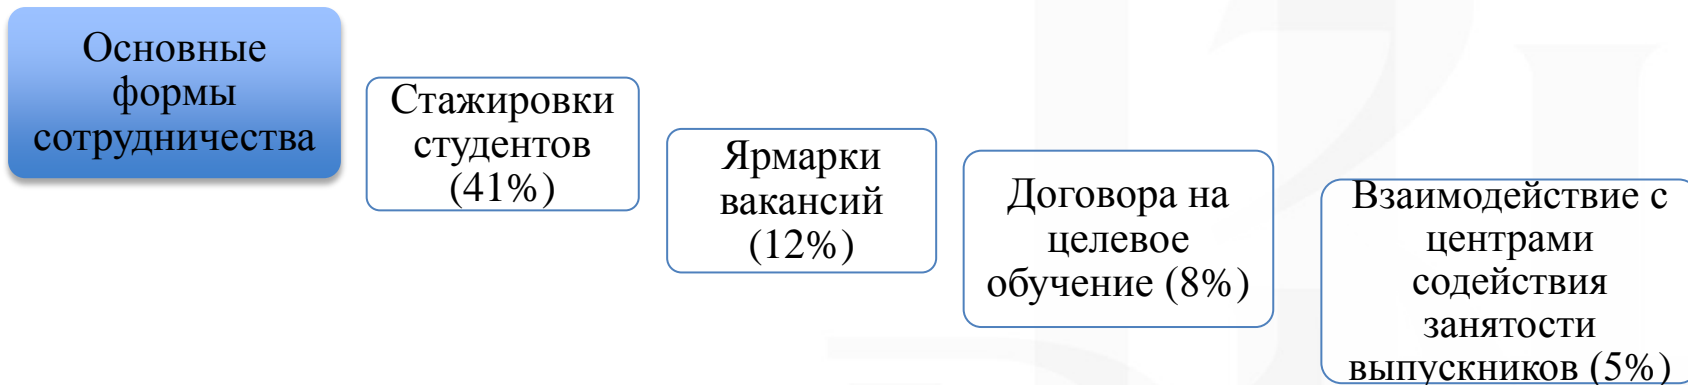 Основные
формы
сотрудничества
Стажировки
студентов
(41%)
Ярмарки
вакансий
(12%)
Договора на
целевое
обучение (8%)
Взаимодействие с
центрами
содействия
занятости
выпускников (5%)